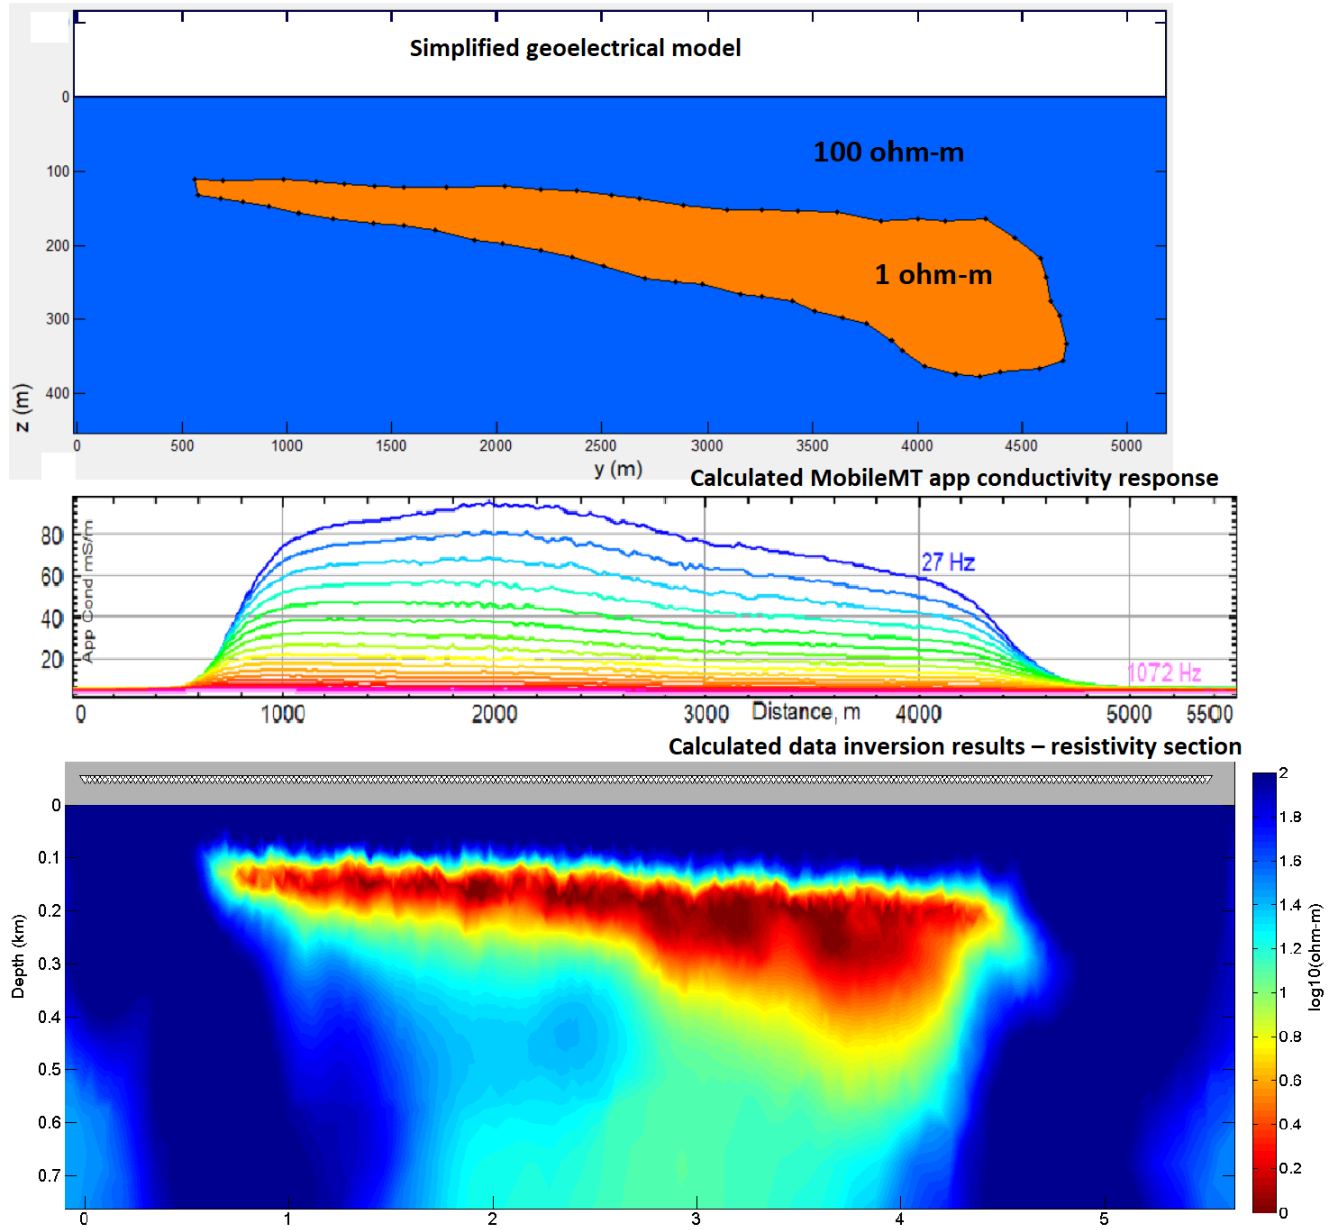 Simplified geoelectrical model
0
100 ohm-m
100
200
1 ohm-m
300
400
z (m)
0 500 1000 1500 2000 2500 3000 3500 4000 4500 5000
y (m)
Calculated MobileMT app conductivity response
80
60
40
20
App Cond mS/m
27 Hz
1072 Hz
0 1000 2000 3000 Distance, m 4000 5000 5500
Calculated data inversion results – resistivity section
0
0.1
0.2
0.3
0.4
0.5
0.6
0.7
Depth (km)
0 1 2 3 4 5
2
1.8
1.6
1.4
1.2
1
0.8
0.6
0.4
0.2
0
log10(ohm-m)